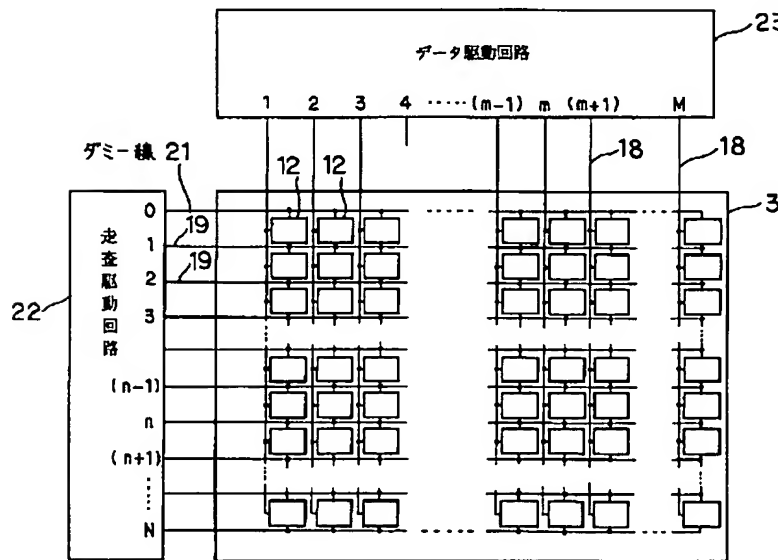 23
データ駆動回路
1 2 3 4 ······ (m−1) m (m+1) M
ダミー線 21
12 12 18 18
0 3
走査駆動回路
1 19
2 19
22
3
(n−1)
n
(n+1)
N